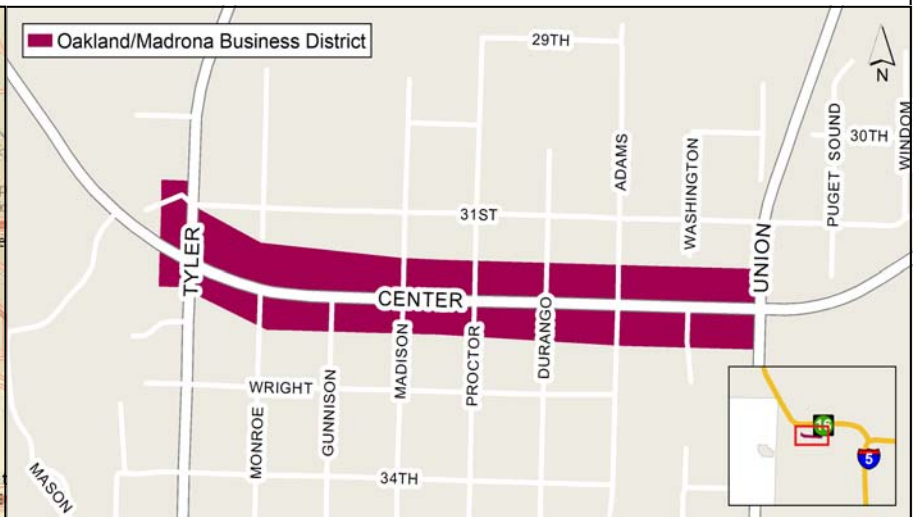 Oakland/Madrona Business District
29TH
N
ADAMS
WASHINGTON
PUGET SOUND
30TH
WINDOM
31ST
TYLER
UNION
CENTER
MADISON
PROCTOR
DURANGO
WRIGHT
MONROE
GUNNISON
34TH
MASON
16
5